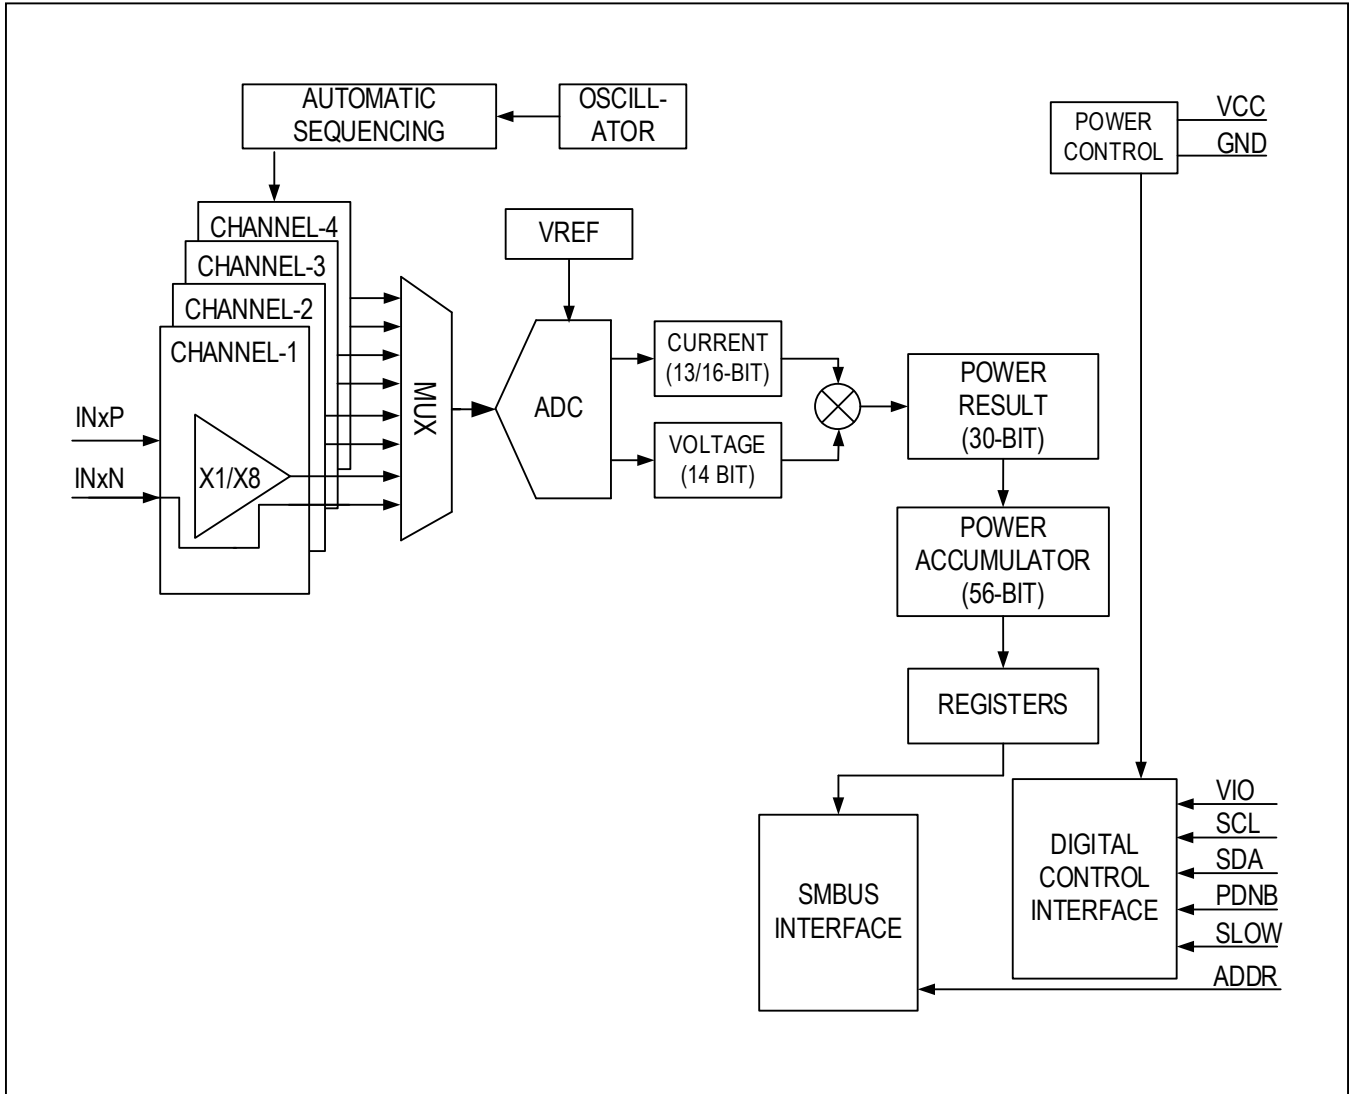 AUTOMATIC
SEQUENCING
OSCILL-
ATOR
POWER
CONTROL
VCC
GND
CHANNEL-4
CHANNEL-3
CHANNEL-2
CHANNEL-1
VREF
INxP
INxN
X1/X8
MUX
ADC
CURRENT
(13/16-BIT)
VOLTAGE
(14 BIT)
POWER
RESULT
(30-BIT)
POWER
ACCUMULATOR
(56-BIT)
REGISTERS
SMBUS
INTERFACE
DIGITAL
CONTROL
INTERFACE
VIO
SCL
SDA
PDNB
SLOW
ADDR